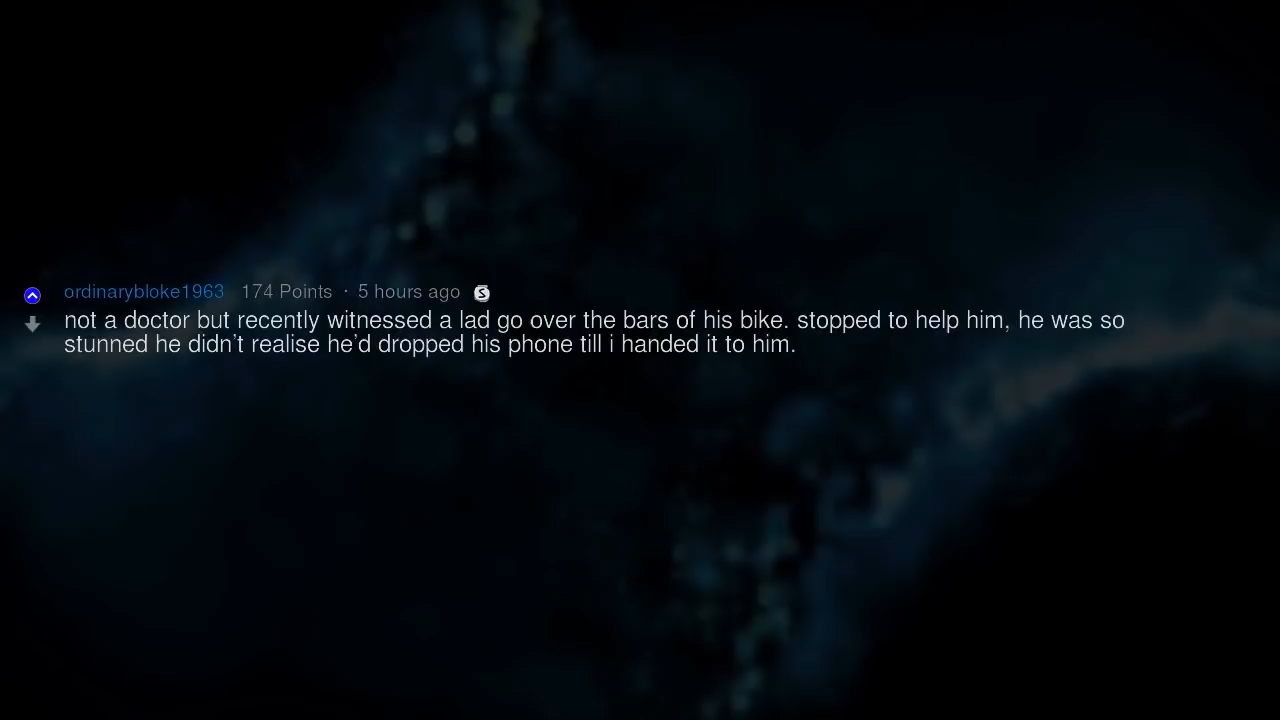 ordinarybloke1963 174 Points · 5 hours ago S
not a doctor but recently witnessed a lad go over the bars of his bike. stopped to help him, he was so
stunned he didn't realise he'd dropped his phone till i handed it to him.